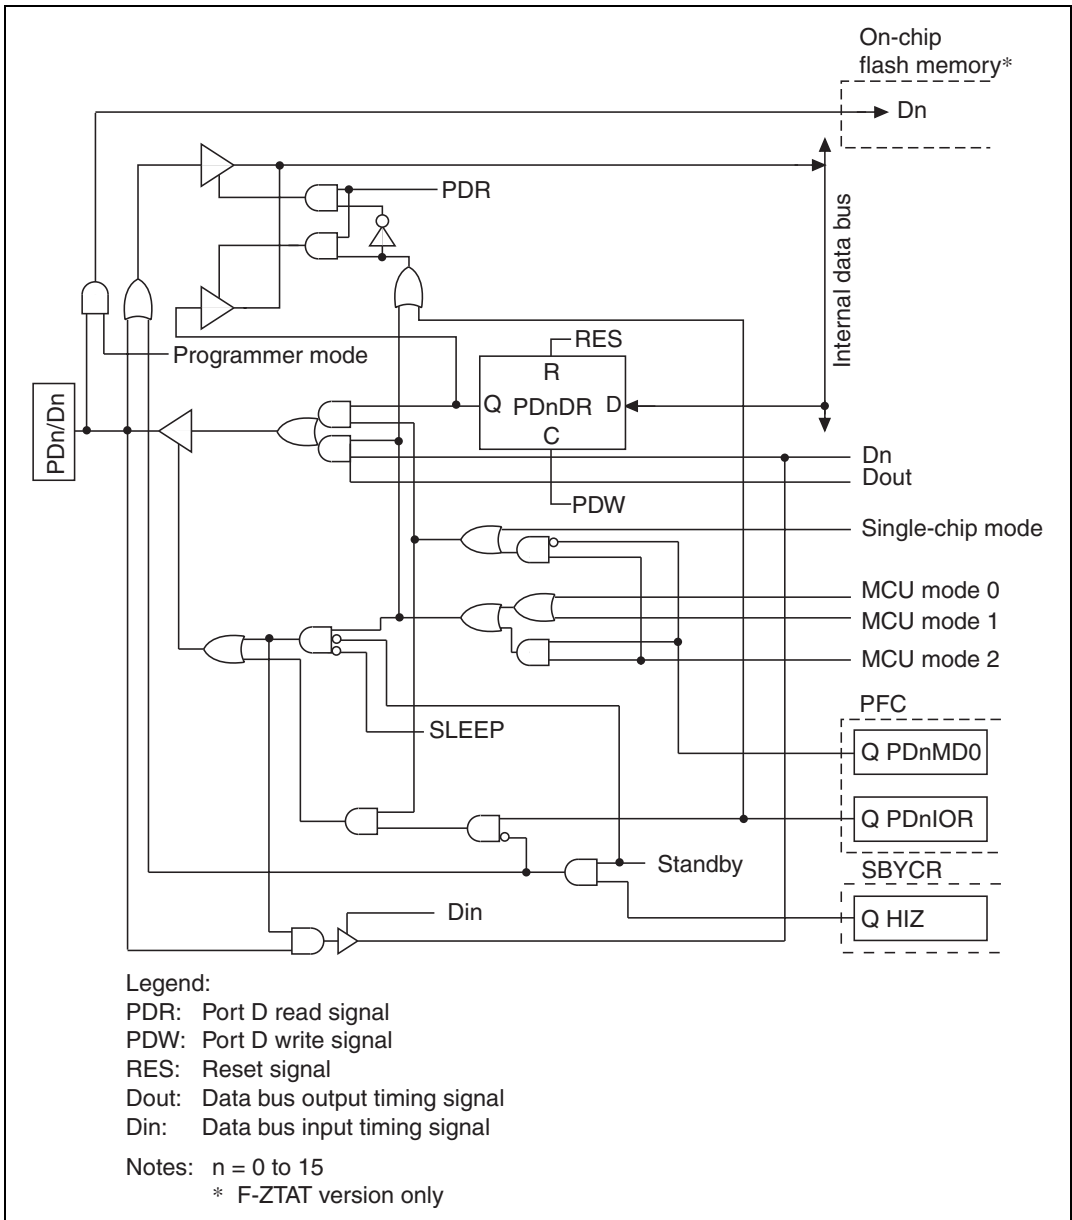 On-chip
flash memory*
Dn
PDR
Internal data bus
Programmer mode
RES
R
Q PDnDR D
C
PDn/Dn
Dn
Dout
PDW
Single-chip mode
MCU mode 0
MCU mode 1
MCU mode 2
PFC
SLEEP
Q PDnMD0
Q PDnIOR
Standby
SBYCR
Din
Q HIZ
Legend:
PDR: Port D read signal
PDW: Port D write signal
RES: Reset signal
Dout: Data bus output timing signal
Din: Data bus input timing signal
Notes: n = 0 to 15
* F-ZTAT version only